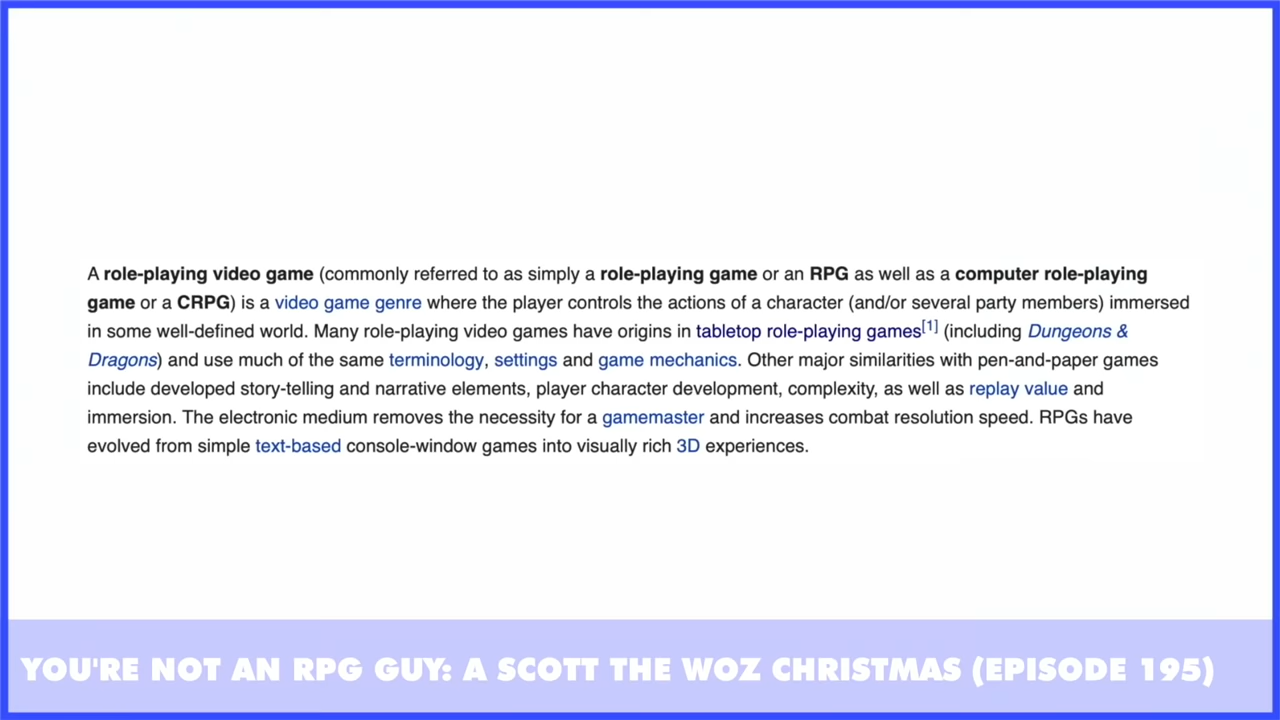 A role-playing video game (commonly referred to as simply a role-playing game or an RPG as well as a computer role-playing
game or a CRPG) is a video game genre where the player controls the actions of a character (and/or several party members) immersed
in some well-defined world. Many role-playing video games have origins in tabletop role-playing games[1] (including Dungeons &
Dragons) and use much of the same terminology, settings and game mechanics. Other major similarities with pen-and-paper games
include developed story-telling and narrative elements, player character development, complexity, as well as replay value and
immersion. The electronic medium removes the necessity for a gamemaster and increases combat resolution speed. RPGs have
evolved from simple text-based console-window games into visually rich 3D experiences.
YOU'RE NOT AN RPG GUY: A SCOTT THE WOZ CHRISTMAS (EPISODE 195)